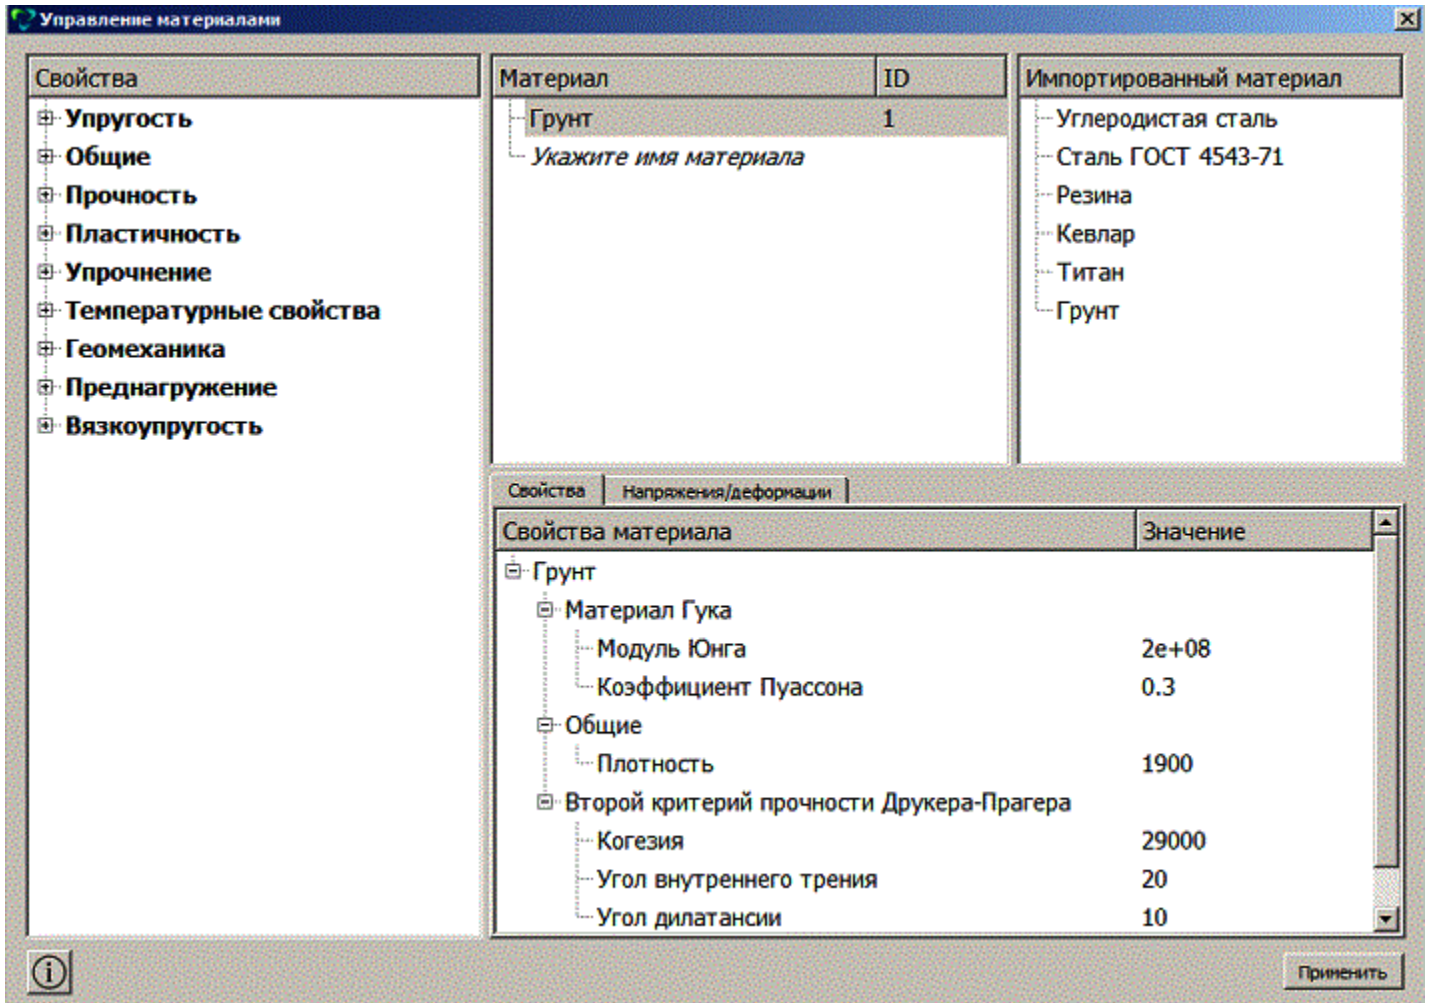 Управление материалами
Свойства
Упругость
Общие
Прочность
Пластичность
Упрочнение
Температурные свойства
Геомеханика
Преднагружение
Вязкоупругость
Материал ID
Грунт 1
Укажите имя материала
Импортированный материал
Углеродистая сталь
Сталь ГОСТ 4543-71
Резина
Кевлар
Титан
Грунт
Свойства Напряжения/деформации
Свойства материала Значение
Грунт
Материал Гука
Модуль Юнга 2e+08
Коэффициент Пуассона 0.3
Общие
Плотность 1900
Второй критерий прочности Друкера-Прагера
Когезия 29000
Угол внутреннего трения 20
Угол дилатансии 10
Применить